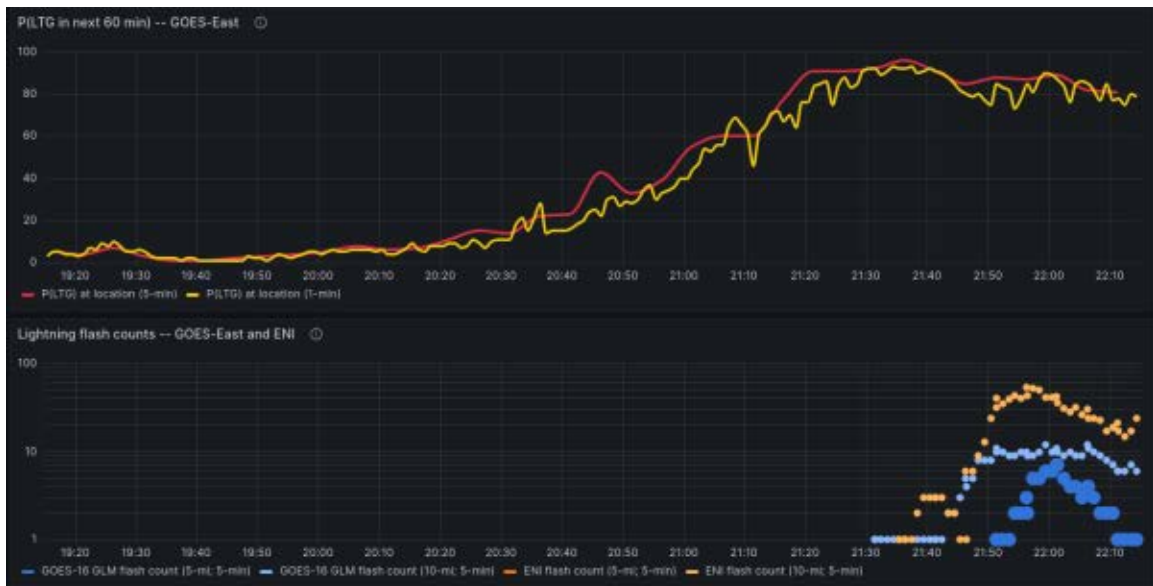 P(LTG in next 60 min) -- GOES-East
100
80
60
40
20
0
19:20 19:30 19:40 19:50 20:00 20:10 20:20 20:30 20:40 20:50 21:00 21:10 21:20 21:30 21:40 21:50 22:00 22:10
P(LTG) at location (5-min) P(LTG) at location (1-min)
Lightning flash counts -- GOES-East and ENI
100
10
1
19:20 19:30 19:40 19:50 20:00 20:10 20:20 20:30 20:40 20:50 21:00 21:10 21:20 21:30 21:40 21:50 22:00 22:10
GOES-16 GLM flash count (5-mi; 5-min) GOES-16 GLM flash count (10-mi; 5-min) ENI flash count (5-mi; 5-min) ENI flash count (10-mi; 5-min)